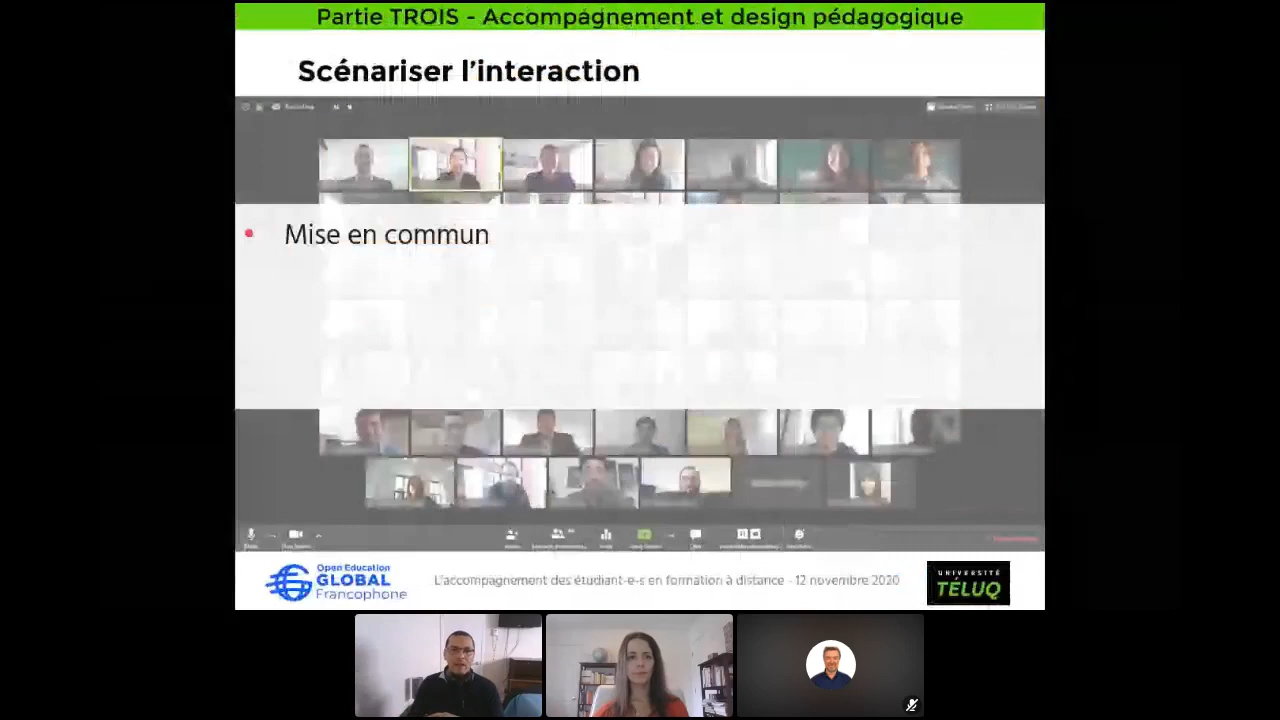 Partie TROIS - Accompagnement et design pédagogique
Scénariser l'interaction
• Mise en commun
Open Education
GLOBAL
Francophone
L'accompagnement des étudiant-e-s en formation à distance - 12 novembre 2020
UNIVERSITÉ
TÉLUQ